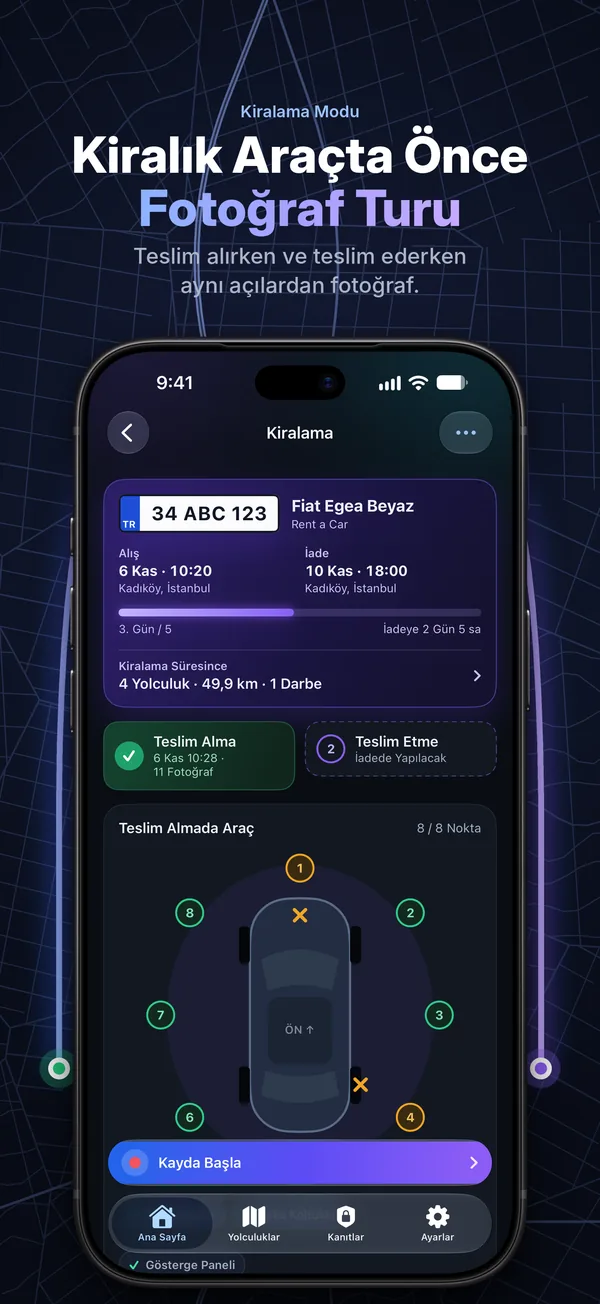 Kiralama Modu
Kiralık Araçta Önce
Fotoğraf Turu
Teslim alırken ve teslim ederken
aynı açılardan fotoğraf.
9:41
Kiralama
TR
34 ABC 123
Fiat Egea Beyaz
Rent a Car
Alış
İade
6 Kas · 10:20
10 Kas · 18:00
Kadıköy, İstanbul
Kadıköy, İstanbul
3. Gün / 5
İadeye 2 Gün 5 sa
Kiralama Süresince
4 Yolculuk · 49,9 km · 1 Darbe
Teslim Alma
6 Kas 10:28 ·
11 Fotoğraf
2
Teslim Etme
İadede Yapılacak
Teslim Almada Araç
8 / 8 Nokta
1
8
2
7
3
ÖN ↑
6
4
Kayda Başla
Ana Sayfa
Yolculuklar
Kanıtlar
Ayarlar
Gösterge Paneli